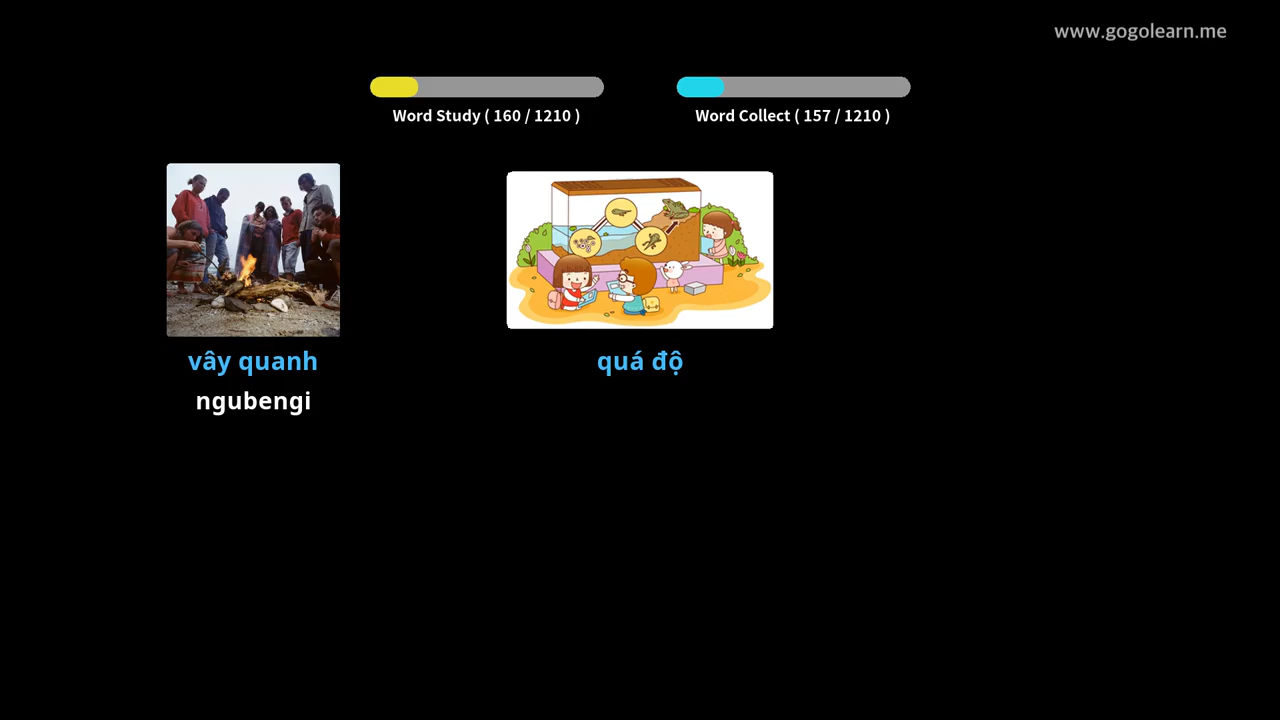 www.gogolearn.me
Word Study ( 160 / 1210 )
Word Collect ( 157 / 1210 )
vây quanh
ngubengi
quá độ